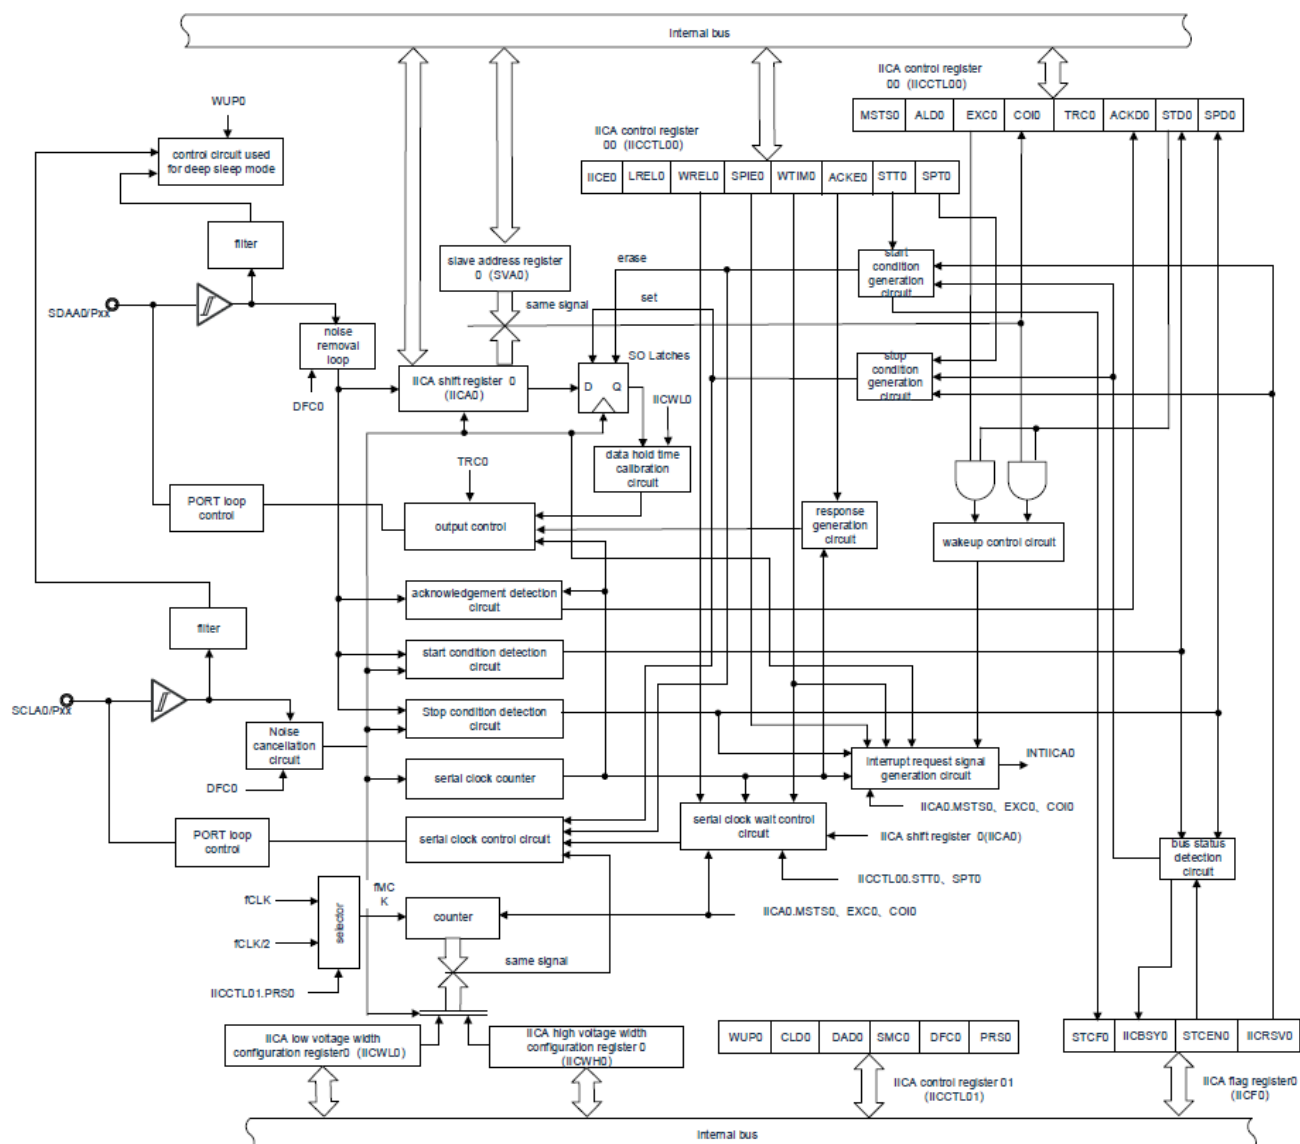 Internal bus
IICA control register
00 (IICCTL00)
MSTS0 ALD0 EXC0 COI0 TRC0 ACKD0 STD0 SPD0
WUP0
control circuit used
for deep sleep mode
IICA control register
00 (IICCTL00)
IICE0 LREL0 WREL0 SPIE0 WTIM0 ACKE0 STT0 SPT0
filter
slave address register
0 (SVA0)
erase
start
condition
generation
circuit
SDAA0/Pxx
same signal
set
noise
removal
loop
SO Latches
stop
condition
generation
circuit
IICA shift register 0
(IICA0)
D Q
DFC0
IICWL0
data hold time
calibration
circuit
TRC0
PORT loop
control
output control
response
generation
circuit
wakeup control circuit
acknowledgement detection
circuit
filter
start condition detection
circuit
SCLA0/Pxx
Stop condition detection
circuit
Noise
cancellation
circuit
Interrupt request signal
generation circuit
INTIICA0
serial clock counter
DFC0
IICA0.MSTS0、EXC0、COI0
PORT loop
control
serial clock control circuit
serial clock wait control
circuit
IICA shift register 0(IICA0)
bus status
detection
circuit
IICCTL00.STT0、SPT0
fCLK
fMC
K
selector
counter
IICA0.MSTS0、EXC0、COI0
fCLK/2
same signal
IICCTL01.PRS0
IICA low voltage width
configuration register0 (IICWL0)
IICA high voltage width
configuration register 0
(IICWH0)
WUP0 CLD0 DAD0 SMC0 DFC0 PRS0
STCF0 IICBSY0 STCEN0 IICRSV0
IICA control register 01
(IICCTL01)
IICA flag register0
(IICF0)
Internal bus